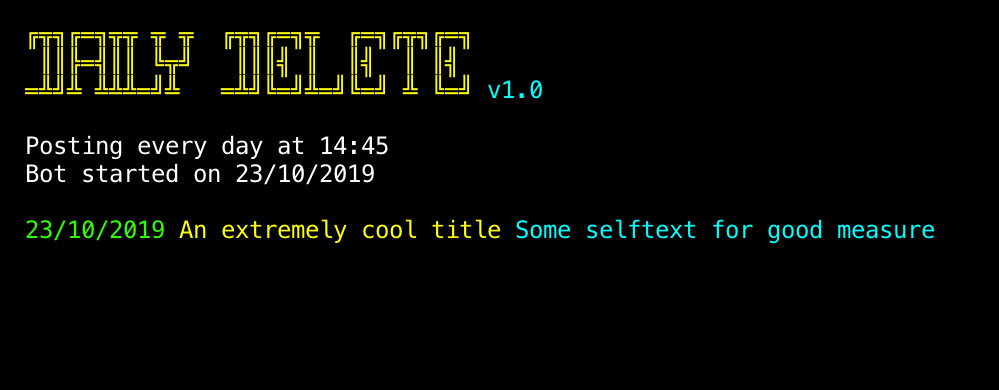 DAILY DELETE v1.0
Posting every day at 14:45
Bot started on 23/10/2019
23/10/2019 An extremely cool title Some selftext for good measure